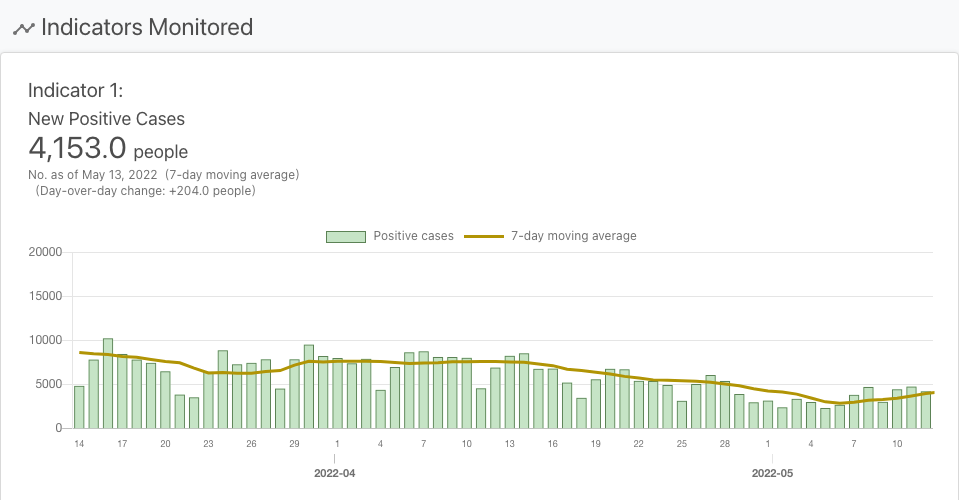 Indicators Monitored
Indicator 1:
New Positive Cases
4,153.0 people
No. as of May 13, 2022 (7-day moving average)
(Day-over-day change: +204.0 people)
Positive cases 7-day moving average
20000
15000
10000
5000
0
14 17 20 23 26 29 1 4 7 10 13 16 19 22 25 28 1 4 7 10
2022-04 2022-05